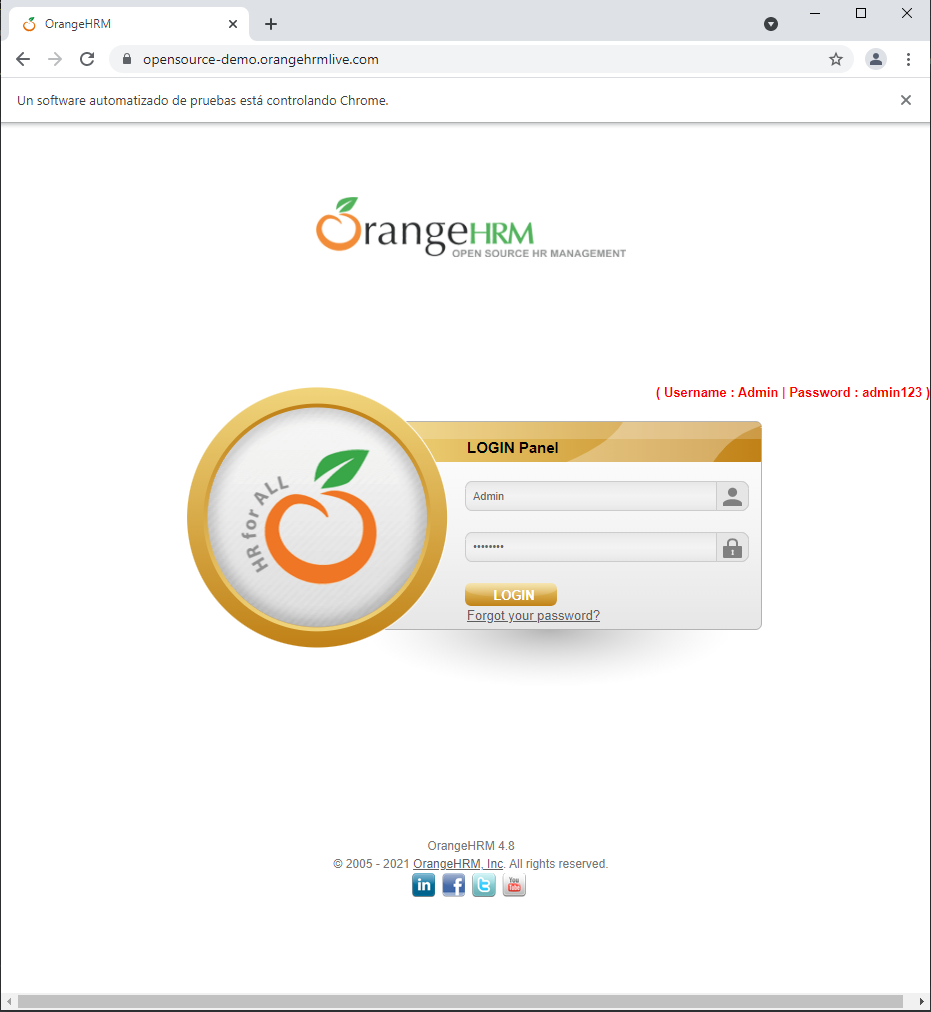 OrangeHRM
opensource-demo.orangehrmlive.com
Un software automatizado de pruebas está controlando Chrome.
OrangeHRM
OPEN SOURCE HR MANAGEMENT
( Username : Admin | Password : admin123 )
HR for ALL
LOGIN Panel
Admin
••••••••
LOGIN
Forgot your password?
OrangeHRM 4.8
© 2005 - 2021 OrangeHRM, Inc. All rights reserved.
in f t You Tube